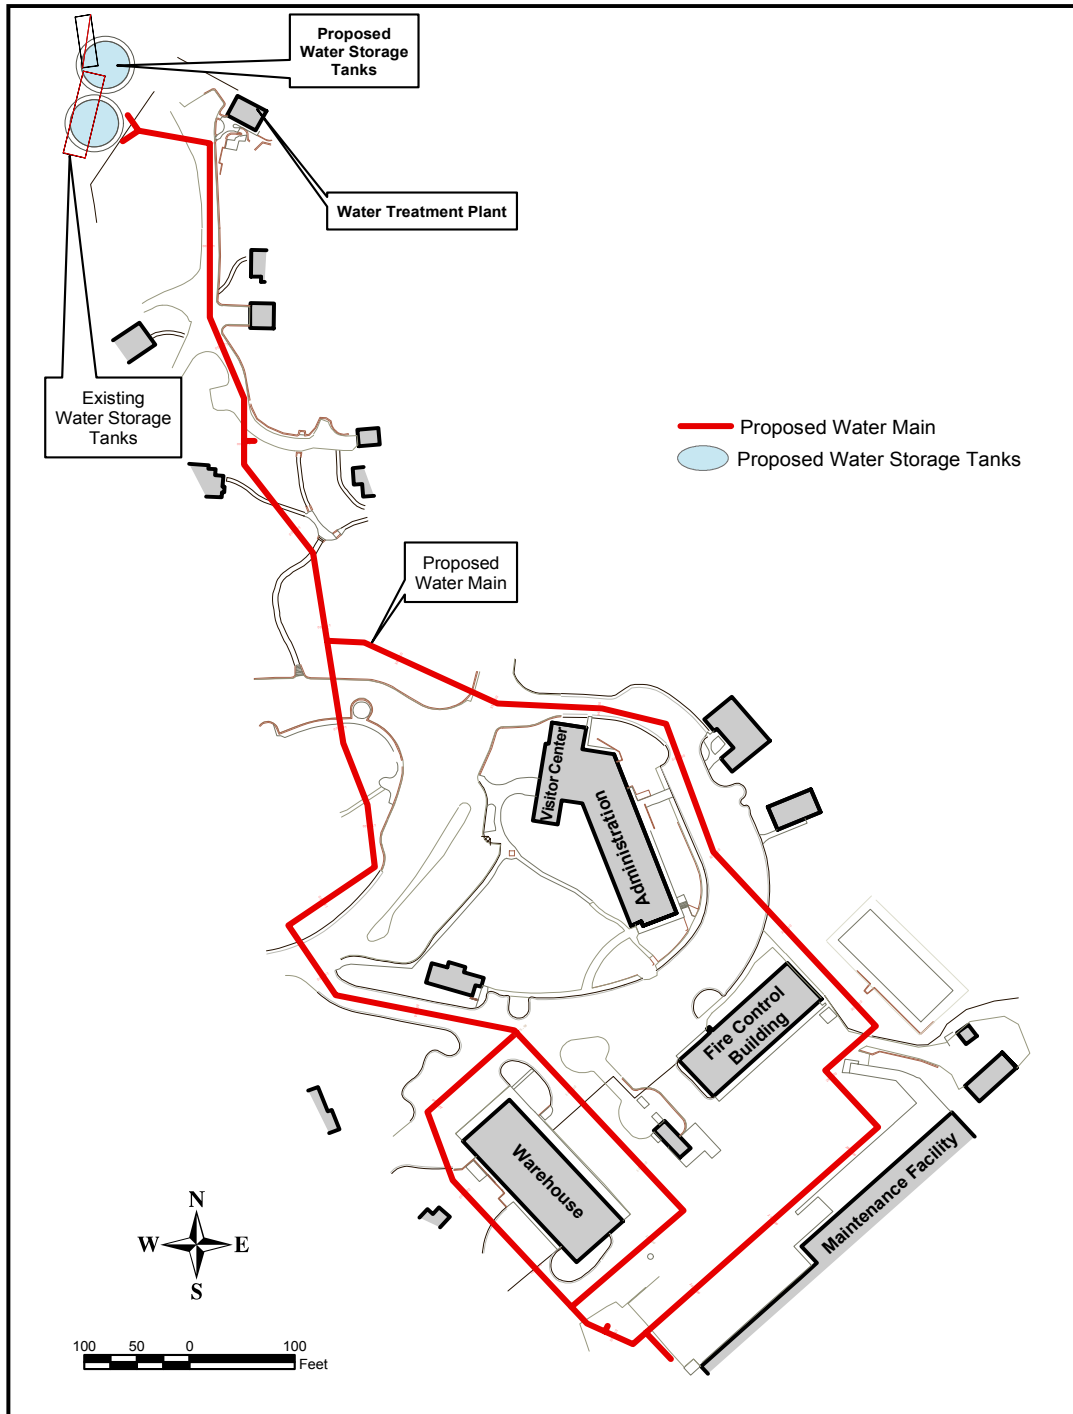 Proposed
Water Storage
Tanks
Water Treatment Plant
Existing
Water Storage
Tanks
Proposed Water Main
Proposed Water Storage Tanks
Proposed
Water Main
Visitor Center
Administration
Fire Control
Building
Warehouse
Maintenance Facility
N
W E
S
100 50 0 100
Feet